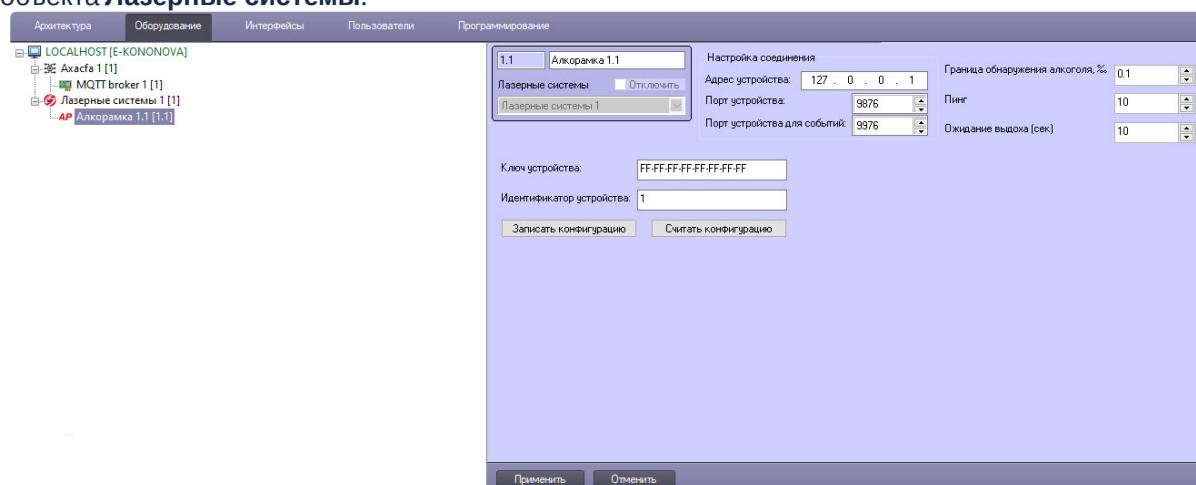 объекта Лазерные системы.
Архитектура Оборудование Интерфейсы Пользователи Программирование
LOCALHOST [E-KONONOVA]
Axacfa 1 [1]
MQTT broker 1 [1]
Лазерные системы 1 [1]
AP Алкорамка 1.1 [1.1]
1.1 Алкорамка 1.1
Лазерные системы Отключить
Лазерные системы 1
Настройка соединения
Адрес устройства: 127 . 0 . 0 . 1
Порт устройства: 9876
Порт устройства для событий: 9976
Граница обнаружения алкоголя, ‰ 0.1
Пинг 10
Ожидание выдоха (сек) 10
Ключ устройства: FF-FF-FF-FF-FF-FF-FF-FF
Идентификатор устройства: 1
Записать конфигурацию Считать конфигурацию
Применить Отменить